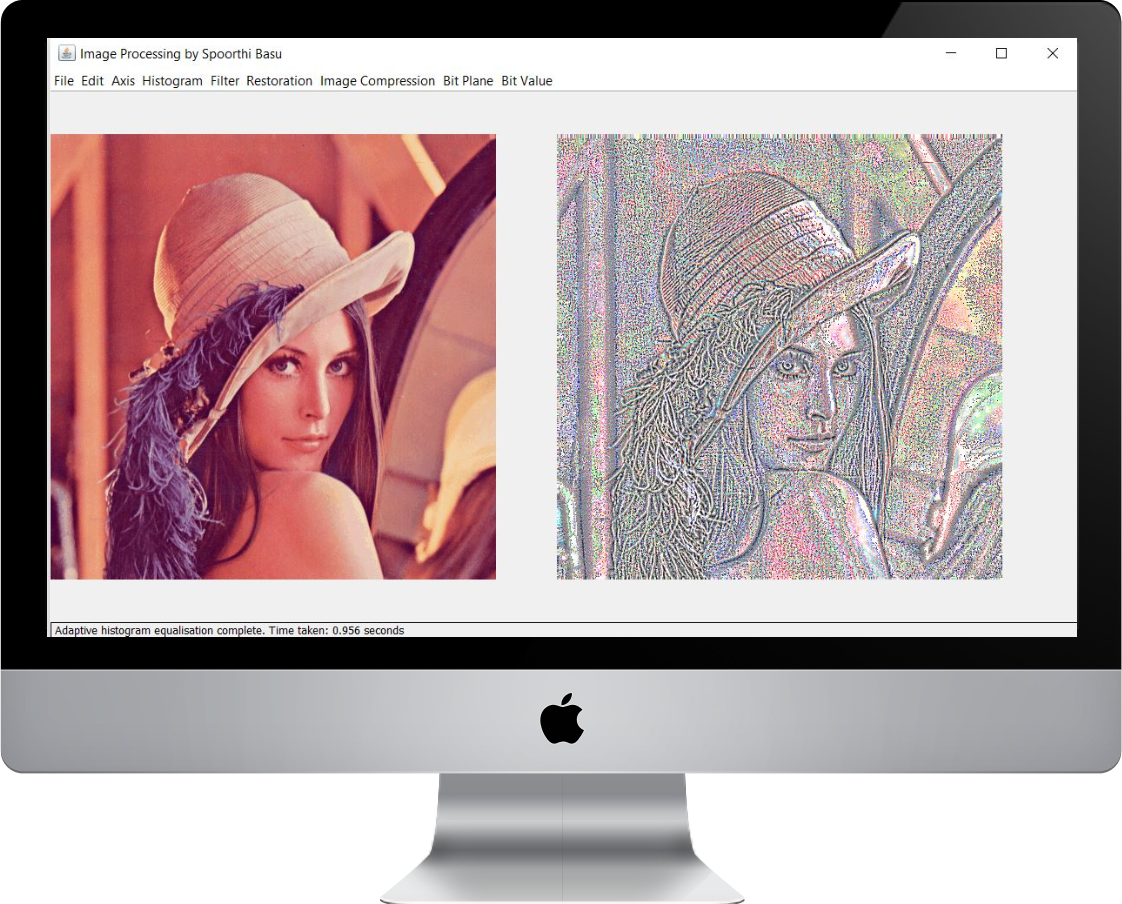 Image Processing by Spoorthi Basu
File Edit Axis Histogram Filter Restoration Image Compression Bit Plane Bit Value
Adaptive histogram equalisation complete. Time taken: 0.956 seconds